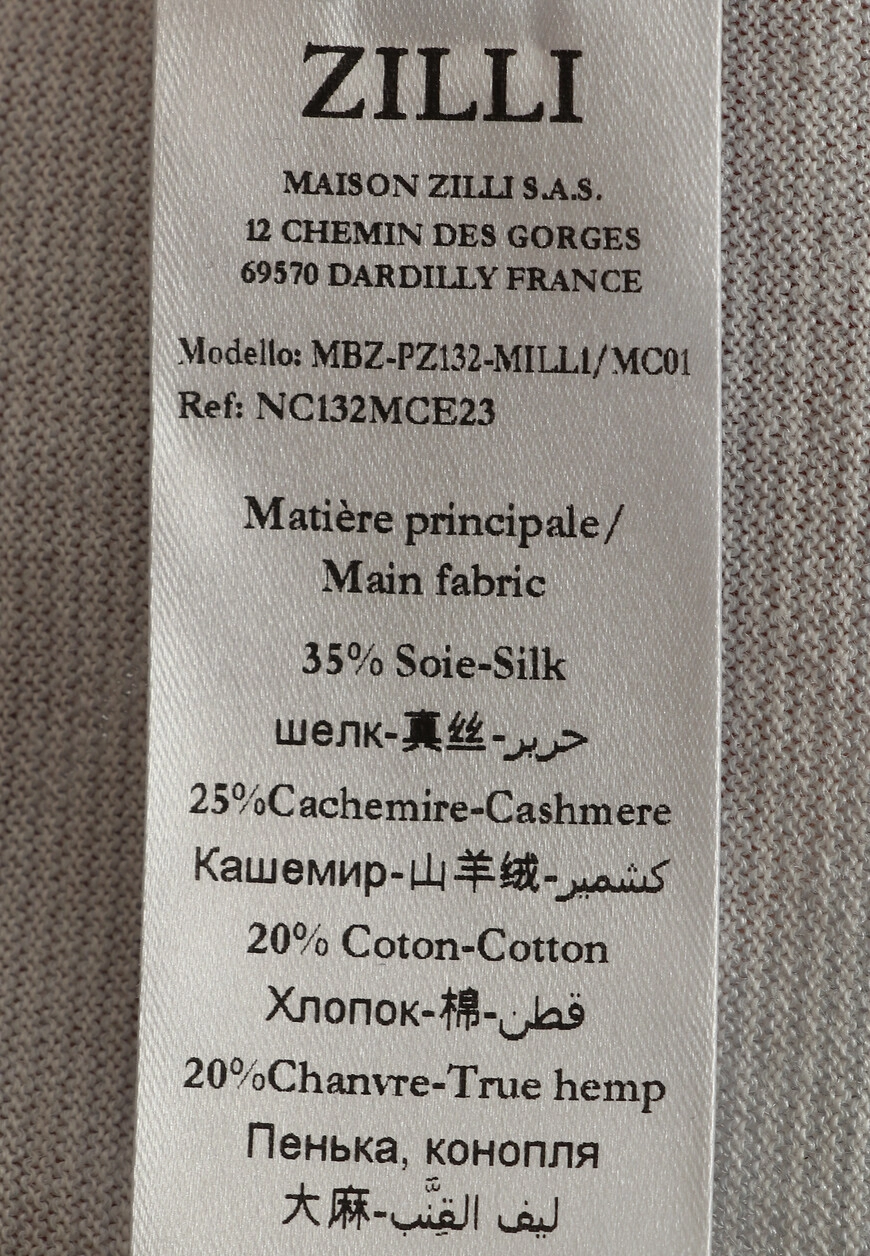 ZILLI
MAISON ZILLI S.A.S.
12 CHEMIN DES GORGES
69570 DARDILLY FRANCE
Modello: MBZ-PZ132-MILL1/MC01
Ref: NC132MCE23
Matière principale/
Main fabric
35% Soie-Silk
шелк-真丝-حرير
25%Cachemire-Cashmere
Кашемир-山羊绒-كشمير
20% Coton-Cotton
Хлопок-棉-قطن
20%Chanvre-True hemp
Пенька, конопля
大麻-ليف القِنَّب